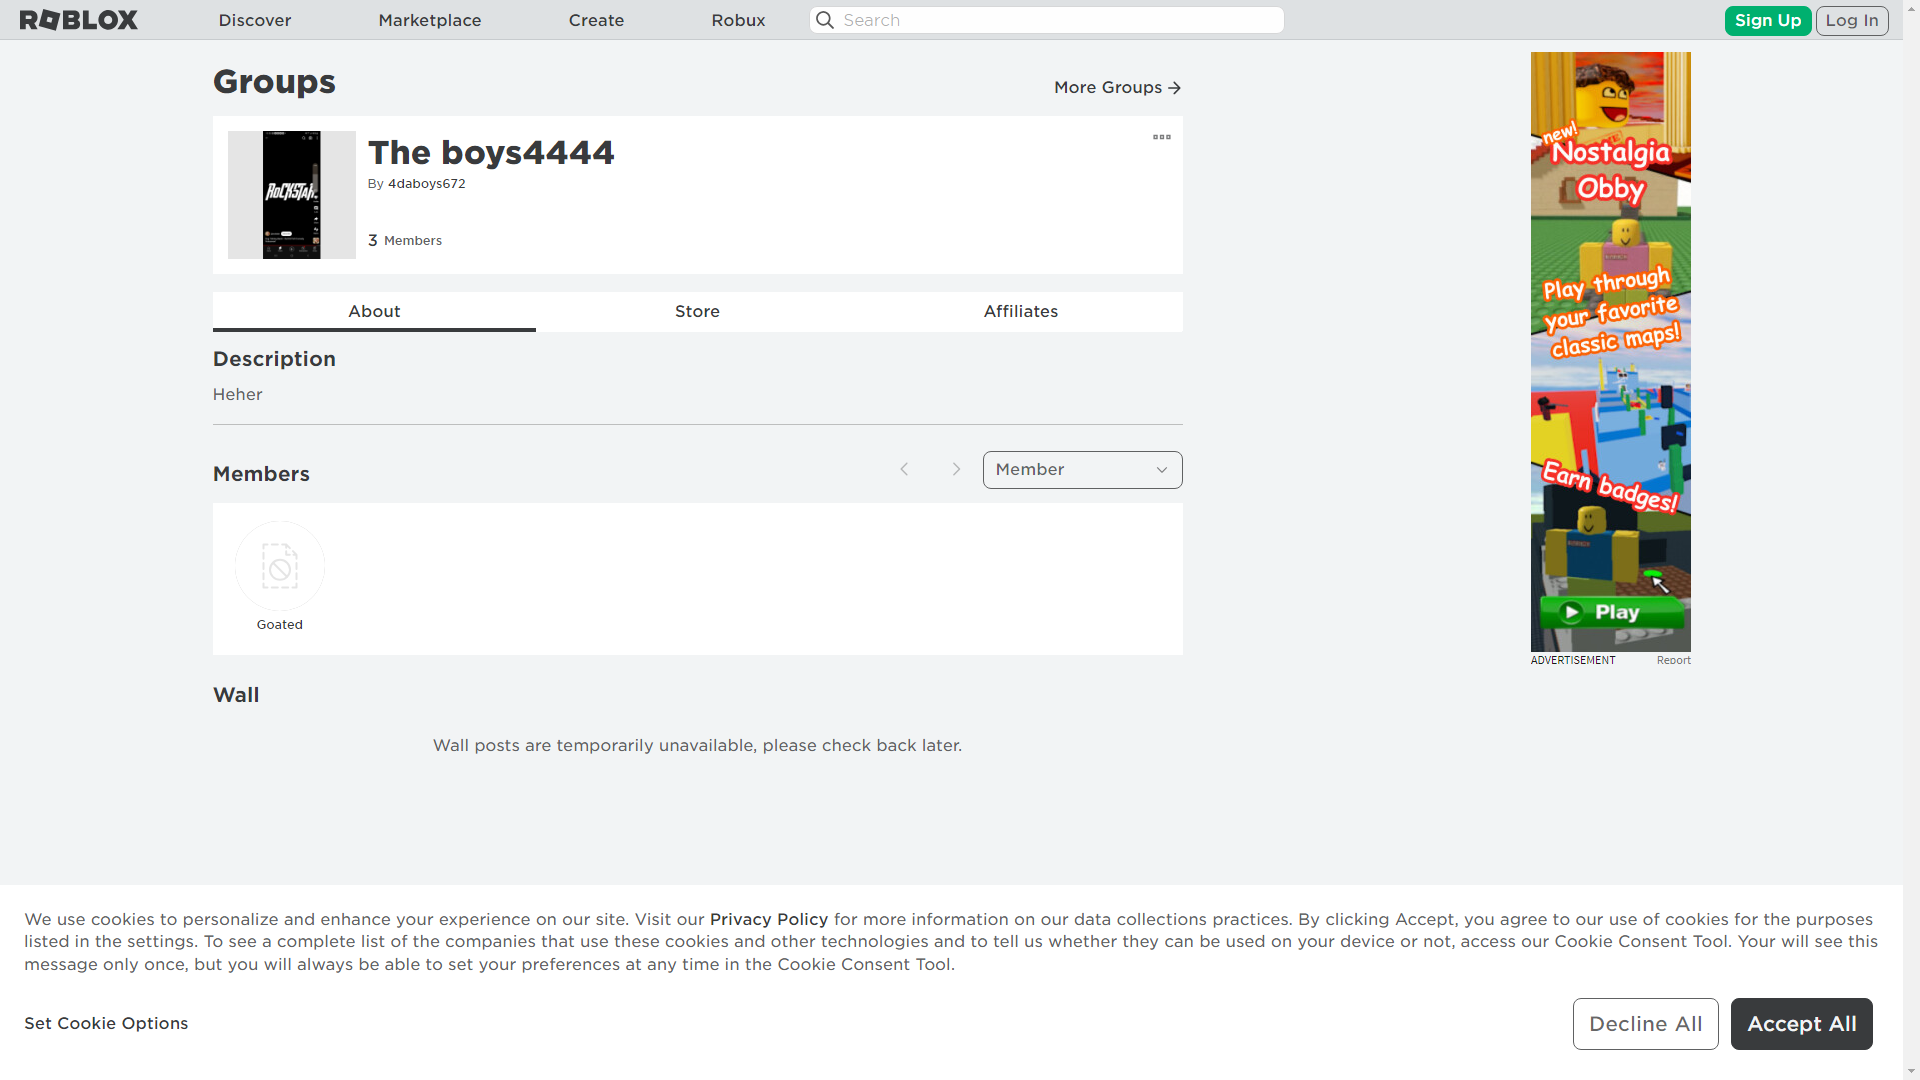 ROBLOX
Discover
Marketplace
Create
Robux
Search
Sign Up
Log In
Groups
More Groups
ROCKSTAR
The boys4444
By 4daboys672
3 Members
About
Store
Affiliates
Description
Heher
Members
Member
Goated
Wall
Wall posts are temporarily unavailable, please check back later.
new!
Nostalgia
Obby
Play through
your favorite
classic maps!
Earn badges!
Play
ADVERTISEMENT
Report
We use cookies to personalize and enhance your experience on our site. Visit our Privacy Policy for more information on our data collections practices. By clicking Accept, you agree to our use of cookies for the purposes
listed in the settings. To see a complete list of the companies that use these cookies and other technologies and to tell us whether they can be used on your device or not, access our Cookie Consent Tool. Your will see this
message only once, but you will always be able to set your preferences at any time in the Cookie Consent Tool.
Set Cookie Options
Decline All
Accept All